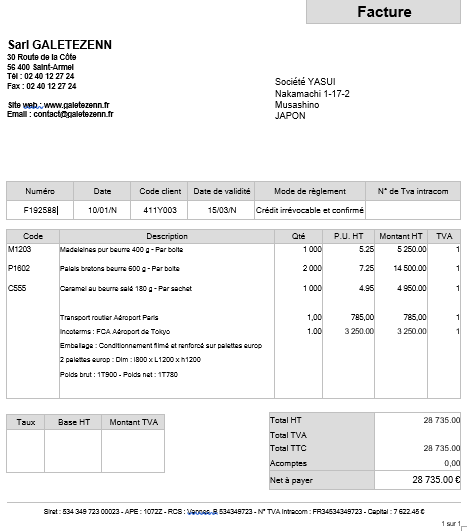 Facture
Sarl GALETEZENN
30 Route de la Côte
56 400 Saint-Armel
Tél : 02 40 12 27 24
Fax : 02 40 12 27 24
Site web : www.galetezenn.fr
Email : contact@galetezenn.fr
Société YASUI
Nakamachi 1-17-2
Musashino
JAPON
Numéro Date Code client Date de validité Mode de règlement N° de Tva intracom
F192588 10/01/N 411Y003 15/03/N Crédit irrévocable et confirmé
Code Description Qté P.U. HT Montant HT TVA
M1203 Madeleines pur beurre 400 g - Par boite 1 000 5.25 5 250.00 1
P1602 Palais bretons beurre 600 g - Par boite 2 000 7.25 14 500.00 1
C555 Caramel au beurre salé 180 g - Par sachet 1 000 4.95 4 950.00 1
Transport routier Aéroport Paris 1,00 785,00 785,00 1
Incoterms : FCA Aéroport de Tokyo 1.00 3 250.00 3 250.00 1
Emballage : Conditionnement filmé et renforcé sur palettes europ
2 palettes europ : Dim : l800 x L1200 x h1200
Poids brut : 1T900 - Poids net : 1T780
Taux Base HT Montant TVA
Total HT 28 735.00
Total TVA
Total TTC 28 735.00
Acomptes 0,00
Net à payer 28 735.00 €
Siret : 534 349 723 00023 - APE : 1072Z - RCS : Vannes B 534349723 - N° TVA Intracom : FR34534349723 - Capital : 7 622.45 €
1 sur 1